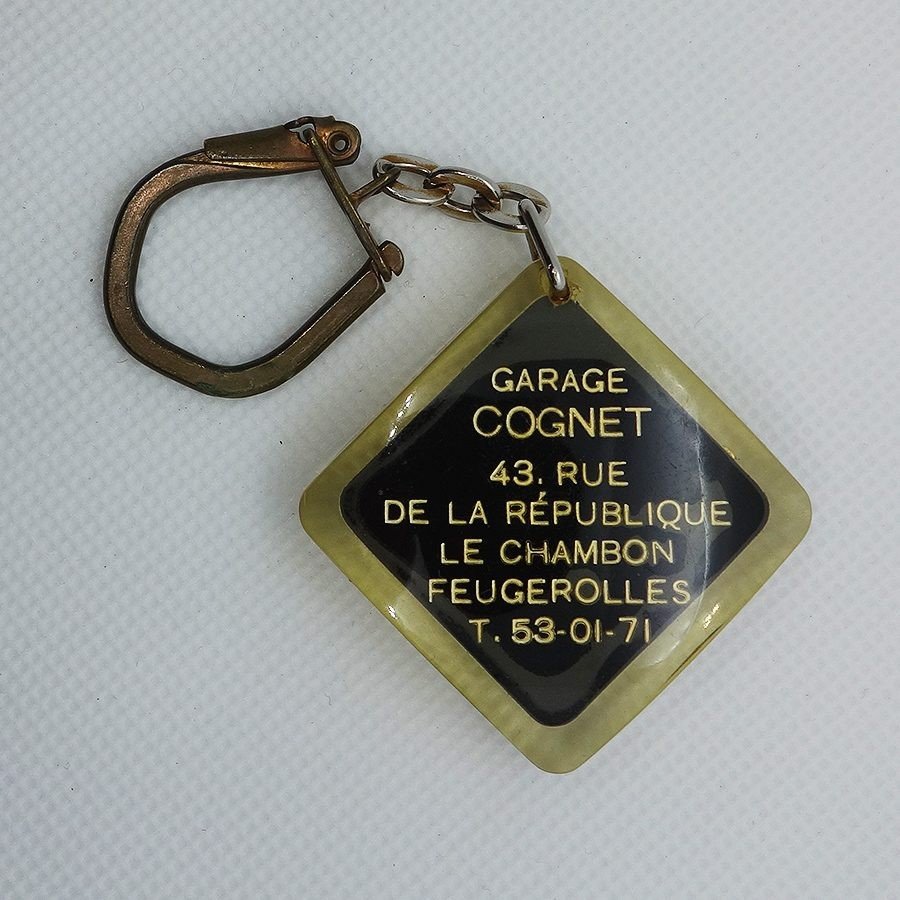 GARAGE
COGNET
43. RUE
DE LA RÉPUBLIQUE
LE CHAMBON
FEUGEROLLES
T. 53-01-71